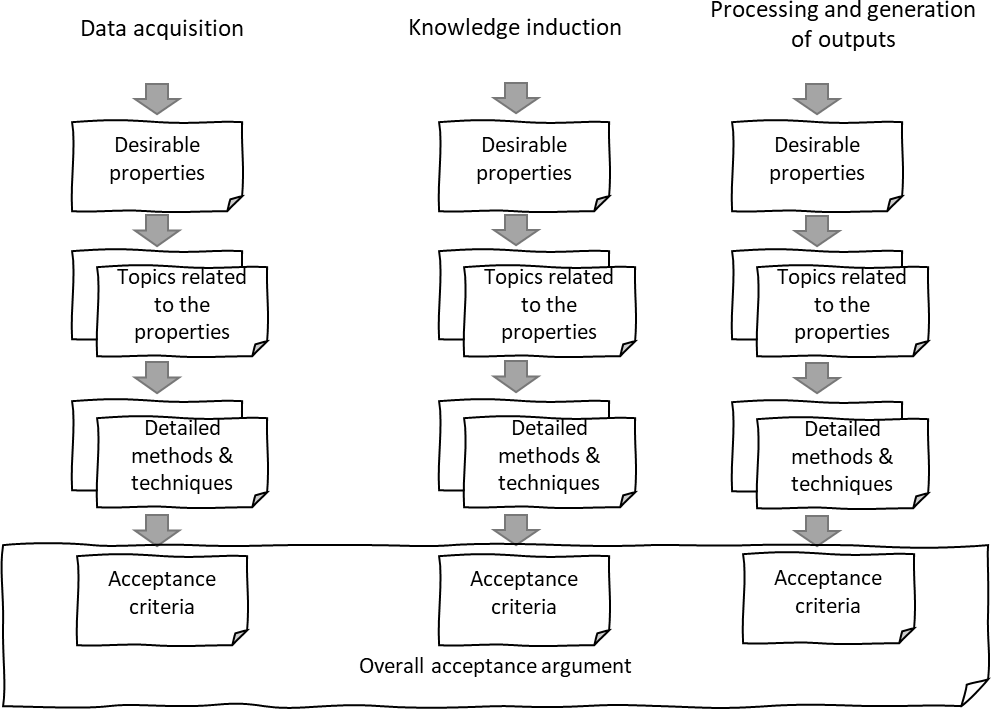 Data acquisition
Knowledge induction
Processing and generation
of outputs
Desirable
properties
Desirable
properties
Desirable
properties
Topics related
to the
properties
Topics related
to the
properties
Topics related
to the
properties
Detailed
methods &
techniques
Detailed
methods &
techniques
Detailed
methods &
techniques
Acceptance
criteria
Acceptance
criteria
Acceptance
criteria
Overall acceptance argument